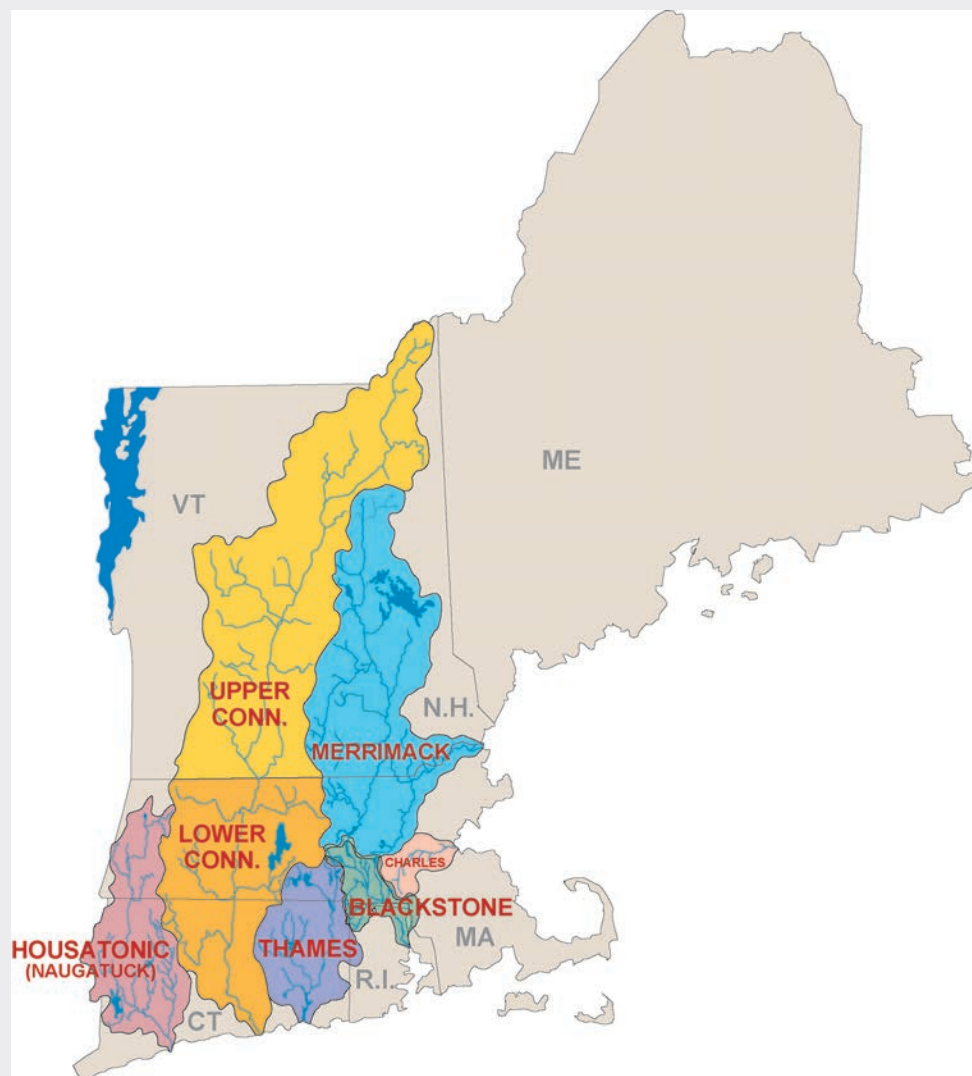 ME
VT
UPPER
CONN.
N.H.
MERRIMACK
LOWER
CONN.
CHARLES
BLACKSTONE
MA
HOUSATONIC
(NAUGATUCK)
THAMES
R.I.
CT